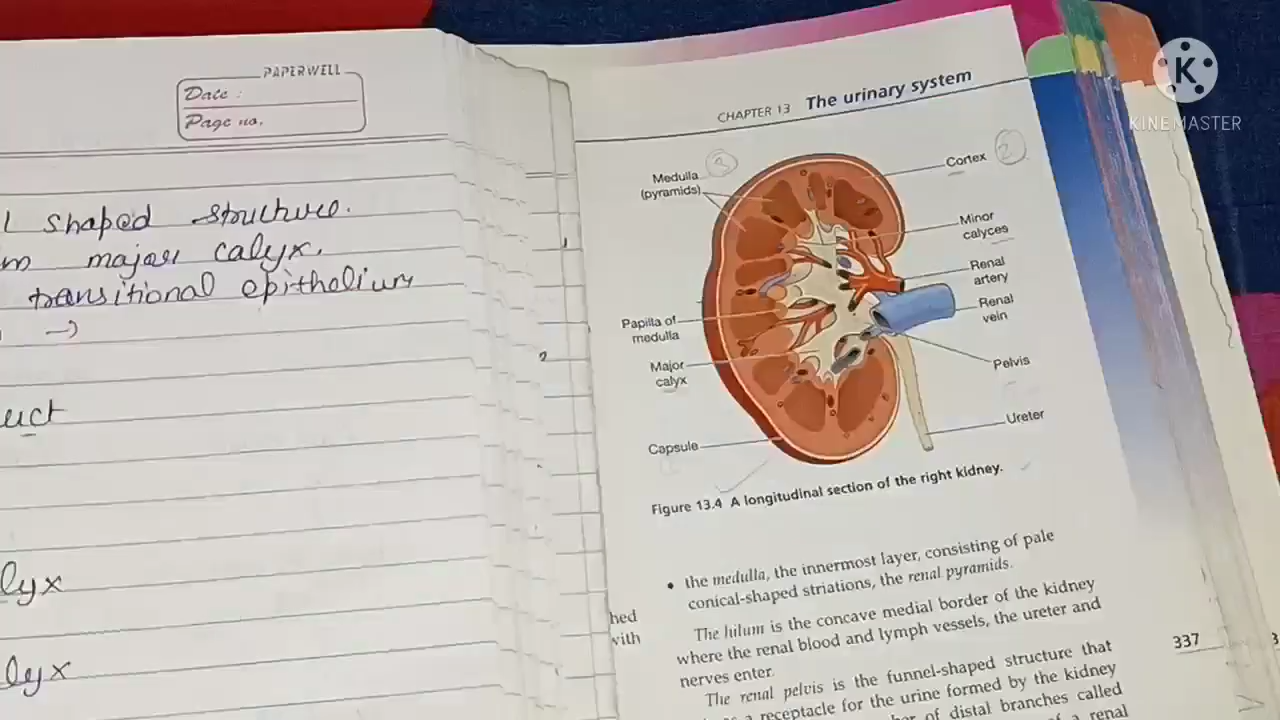 PAPERWELL
Date :
Page no.
shaped structure.
major calyx.
transitional epithelium
→
uct
lyx
lyx
CHAPTER 13 The urinary system
Medulla
(pyramids)
3
Cortex
2
Minor
calyces
Renal
artery
Renal
vein
Papilla of
medulla
Major
calyx
Pelvis
Ureter
Capsule
Figure 13.4 A longitudinal section of the right kidney.
• the medulla, the innermost layer, consisting of pale
conical-shaped striations, the renal pyramids.
The hilum is the concave medial border of the kidney
where the renal blood and lymph vessels, the ureter and
nerves enter.
The renal pelvis is the funnel-shaped structure that
a receptacle for the urine formed by the kidney
of distal branches called
of a renal
hed
with
337
K
KINEMASTER